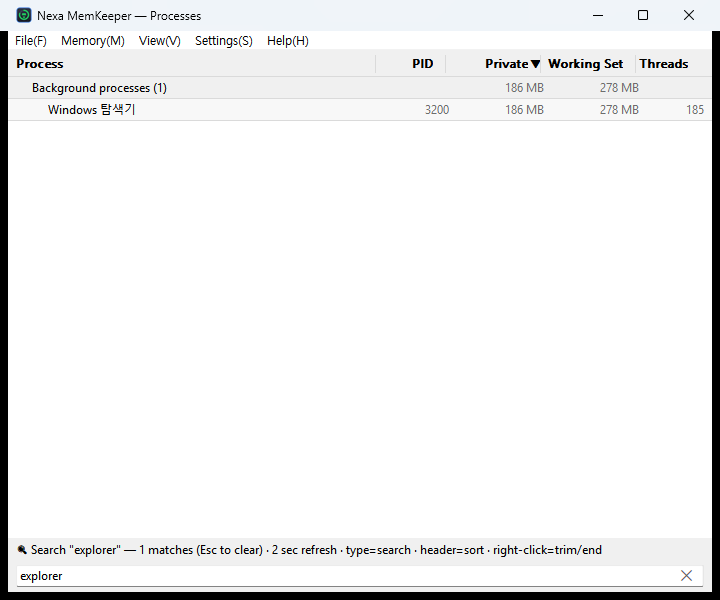 Nexa MemKeeper — Processes
File(F) Memory(M) View(V) Settings(S) Help(H)
Process PID Private▼ Working Set Threads
Background processes (1) 186 MB 278 MB
Windows 탐색기 3200 186 MB 278 MB 185
Search "explorer" — 1 matches (Esc to clear) · 2 sec refresh · type=search · header=sort · right-click=trim/end
explorer